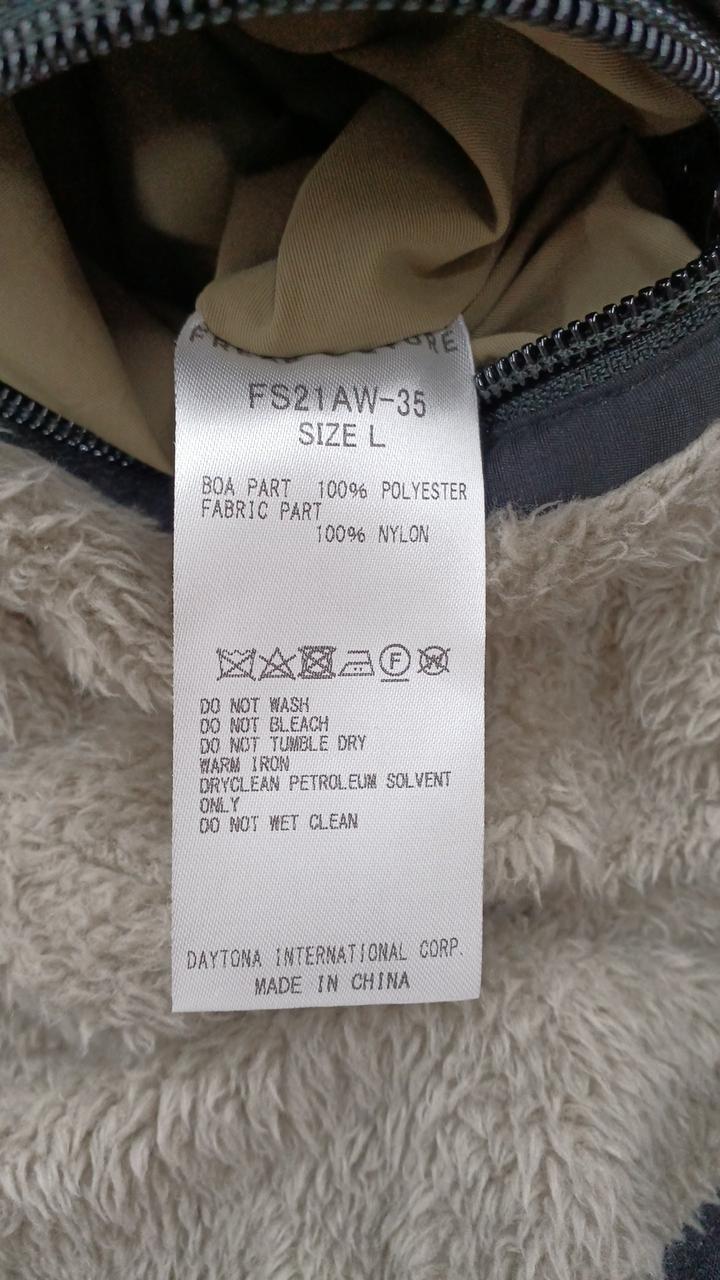 FS21AW-35
SIZE L
BOA PART 100% POLYESTER
FABRIC PART
100% NYLON
F W
DO NOT WASH
DO NOT BLEACH
DO NOT TUMBLE DRY
WARM IRON
DRYCLEAN PETROLEUM SOLVENT
ONLY
DO NOT WET CLEAN
DAYTONA INTERNATIONAL CORP.
MADE IN CHINA